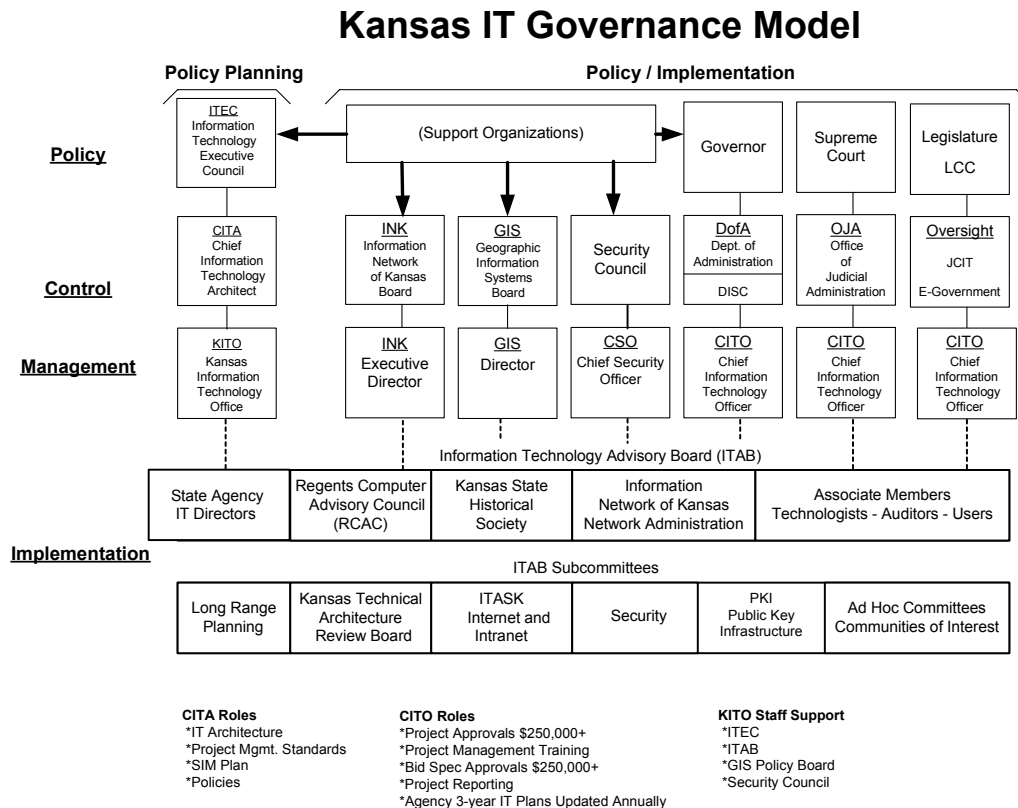 Kansas IT Governance Model
Policy Planning
Policy / Implementation
Policy
ITEC
Information
Technology
Executive
Council
(Support Organizations)
Governor
Supreme
Court
Legislature
LCC
Control
CITA
Chief
Information
Technology
Architect
INK
Information
Network
of Kansas
Board
GIS
Geographic
Information
Systems
Board
Security
Council
DofA
Dept. of
Administration
DISC
OJA
Office
of
Judicial
Administration
Oversight
JCIT
E-Government
Management
KITO
Kansas
Information
Technology
Office
INK
Executive
Director
GIS
Director
CSO
Chief Security
Officer
CITO
Chief
Information
Technology
Officer
CITO
Chief
Information
Technology
Officer
CITO
Chief
Information
Technology
Officer
Implementation
Information Technology Advisory Board (ITAB)
State Agency
IT Directors
Regents Computer
Advisory Council
(RCAC)
Kansas State
Historical
Society
Information
Network of Kansas
Network Administration
Associate Members
Technologists - Auditors - Users
ITAB Subcommittees
Long Range
Planning
Kansas Technical
Architecture
Review Board
ITASK
Internet and
Intranet
Security
PKI
Public Key
Infrastructure
Ad Hoc Committees
Communities of Interest
CITA Roles
*IT Architecture
*Project Mgmt. Standards
*SIM Plan
*Policies
CITO Roles
*Project Approvals $250,000+
*Project Management Training
*Bid Spec Approvals $250,000+
*Project Reporting
*Agency 3-year IT Plans Updated Annually
KITO Staff Support
*ITEC
*ITAB
*GIS Policy Board
*Security Council